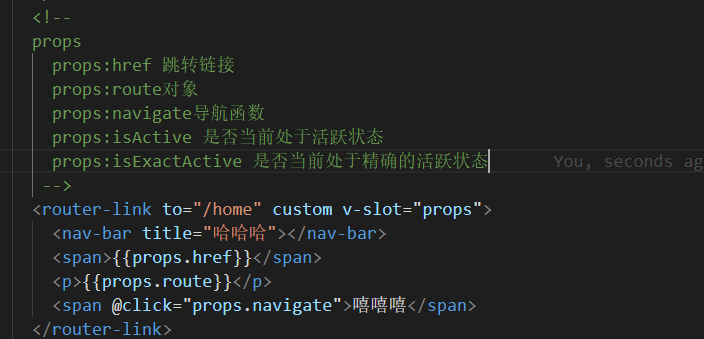 <!--
props
props:href 跳转链接
props:route对象
props:navigate导航函数
props:isActive 是否当前处于活跃状态
props:isExactActive 是否当前处于精确的活跃状态 You, seconds ag
-->
<router-link to="/home" custom v-slot="props">
<nav-bar title="哈哈哈"></nav-bar>
<span>{{props.href}}</span>
<p>{{props.route}}</p>
<span @click="props.navigate">嘻嘻嘻</span>
</router-link>